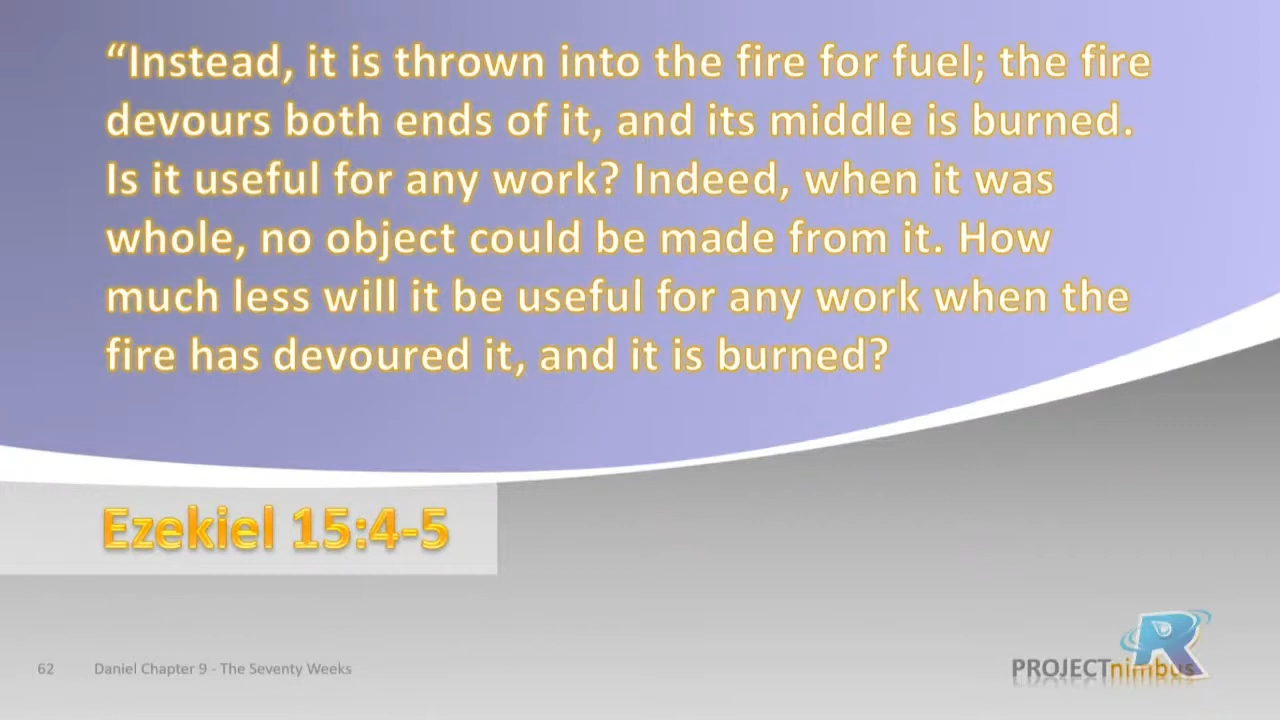 “Instead, it is thrown into the fire for fuel; the fire
devours both ends of it, and its middle is burned.
Is it useful for any work? Indeed, when it was
whole, no object could be made from it. How
much less will it be useful for any work when the
fire has devoured it, and it is burned?
Ezekiel 15:4-5
62 Daniel Chapter 9 - The Seventy Weeks
R
PROJECTnimbus